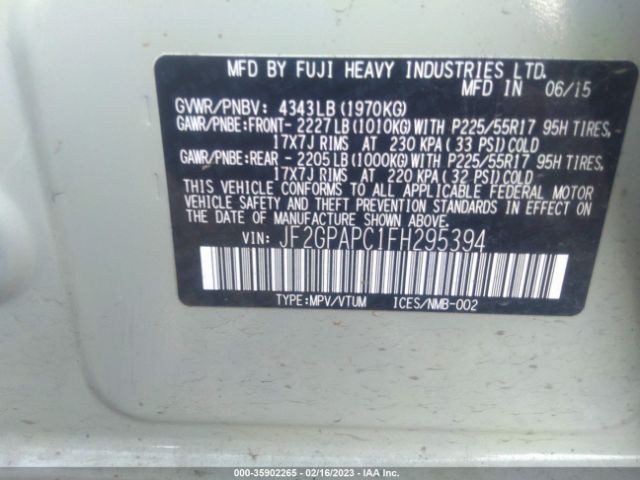 MFD BY FUJI HEAVY INDUSTRIES LTD.
MFD IN 06/15
GVWR/PNBV: 4343LB(1970KG)
GAWR/PNBE:FRONT-2227LB(1010KG)WITH P225/55R17 95H TIRES,
17X7J RIMS AT 230 KPA(33 PSI)COLD
GAWR/PNBE:REAR -2205LB(1000KG)WITH P225/55R17 95H TIRES,
17X7J RIMS AT 220 KPA(32 PSI)COLD
THIS VEHICLE CONFORMS TO ALL APPLICABLE FEDERAL MOTOR
VEHICLE SAFETY AND THEFT PREVENTION STANDARDS IN EFFECT
ON THE DATE OF MANUFACTURE SHOWN ABOVE.
VIN: JF2GPAPC1FH295394
TYPE:MPV/VTUM ICES/NMB-002
000-35902265 - 02/16/2023 - IAA Inc.